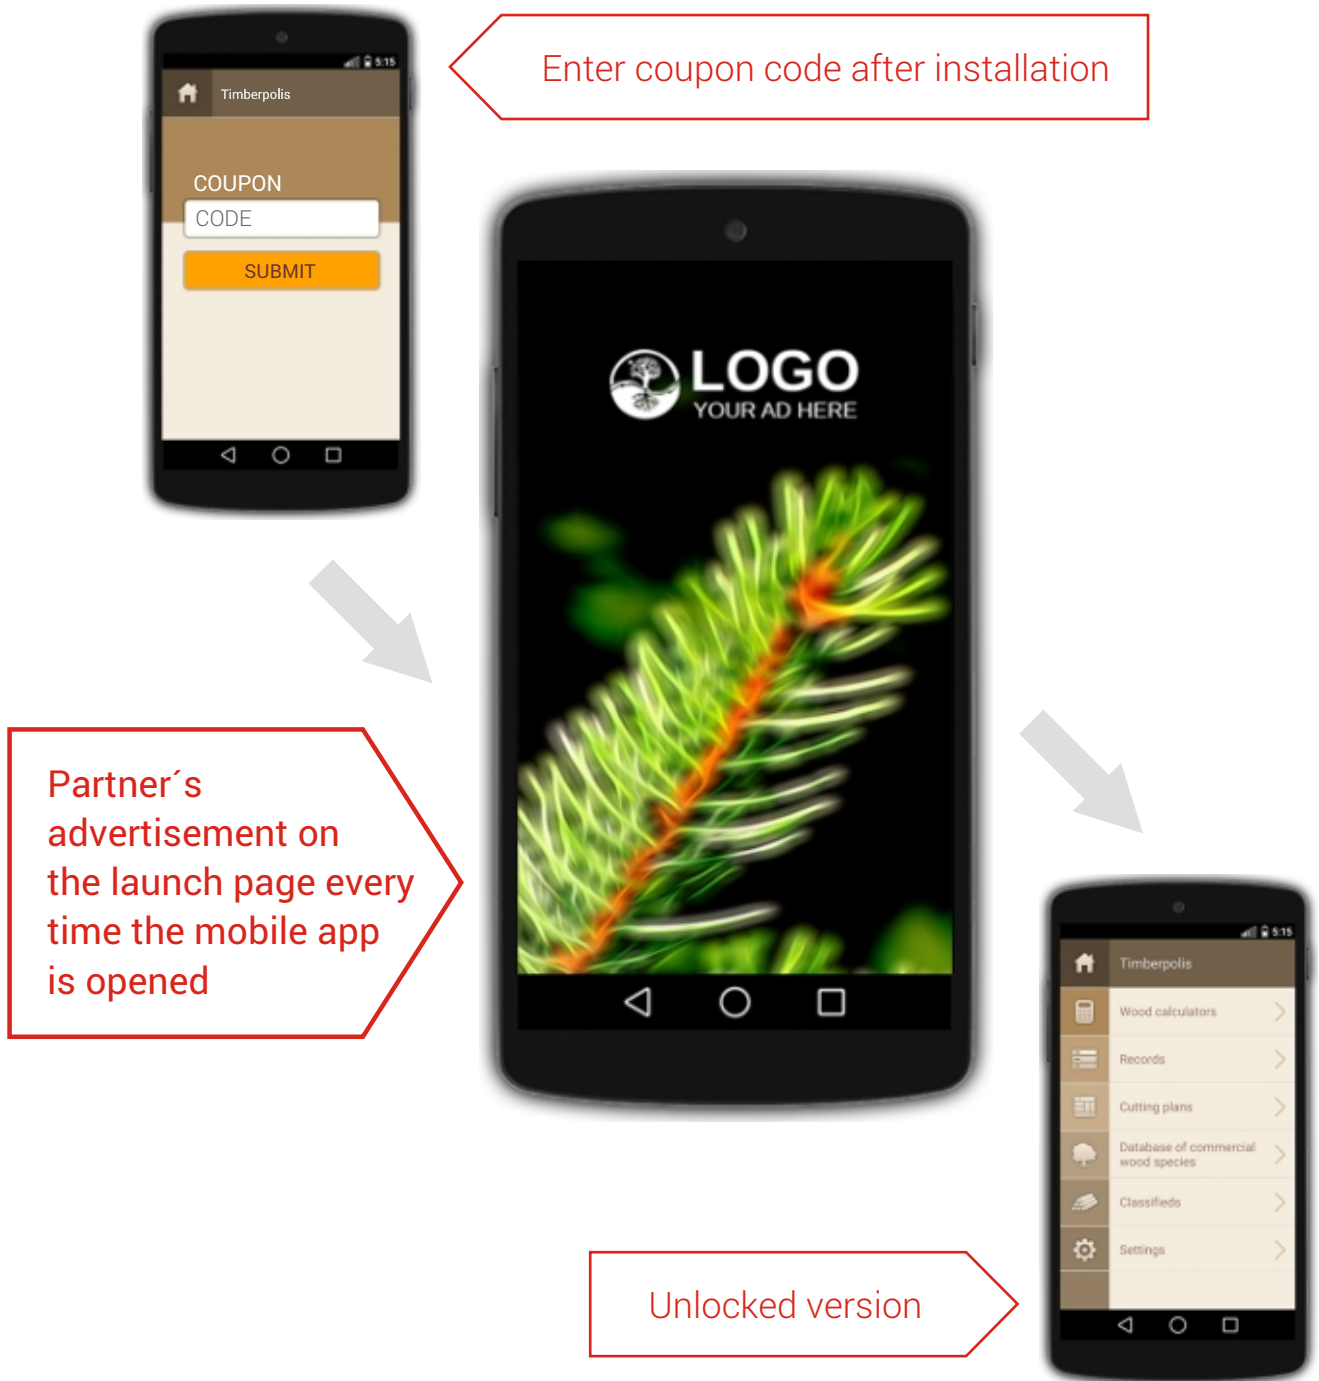 5:15
Timberpolis
COUPON
CODE
SUBMIT
Enter coupon code after installation
LOGO
YOUR AD HERE
Partner´s
advertisement on
the launch page every
time the mobile app
is opened
5:15
Timberpolis
Wood calculators
Records
Cutting plans
Database of commercial
wood species
Classifieds
Settings
Unlocked version